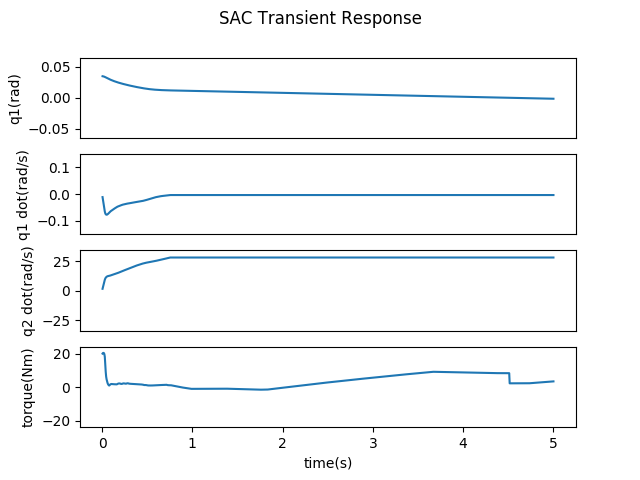 SAC Transient Response
0.05
0.00
−0.05
q1(rad)
0.1
0.0
−0.1
q1 dot(rad/s)
25
0
−25
q2 dot(rad/s)
20
0
−20
torque(Nm)
0 1 2 3 4 5
time(s)